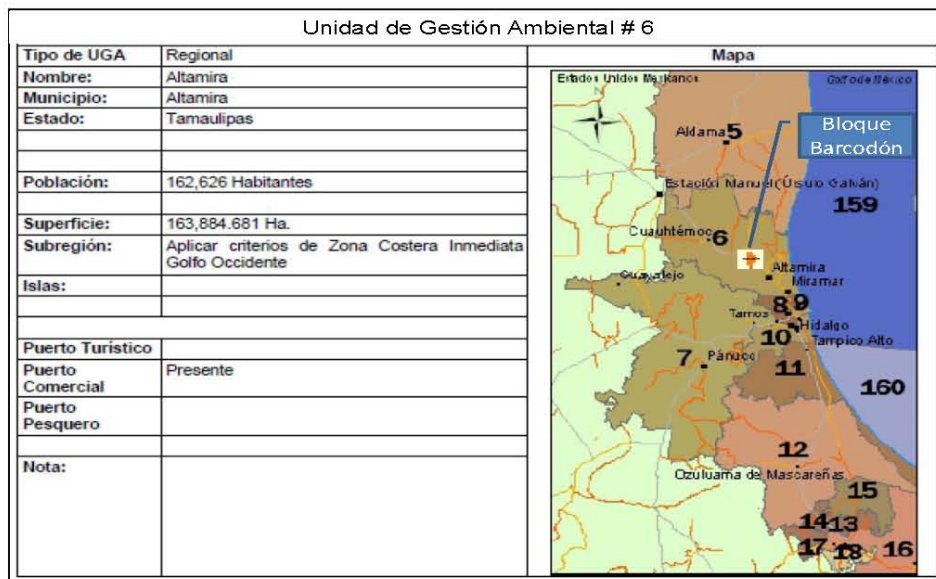 Unidad de Gestión Ambiental # 6
Tipo de UGA Regional Mapa
Nombre: Altamira
Municipio: Altamira
Estado: Tamaulipas
Población: 162,626 Habitantes
Superficie: 163,884.681 Ha.
Subregión: Aplicar criterios de Zona Costera Inmediata
Golfo Occidente
Islas:
Puerto Turístico
Puerto Presente
Comercial
Puerto
Pesquero
Nota:
Estados Unidos Mexicanos
Golfo de México
N
Bloque
Barcodón
Aldama 5
Estación Manuel (Úrsulo Galván)
159
Cuauhtémoc 6
Altamira
Miramar
8 9
Tamos
Hidalgo
10
Tampico Alto
7 Pánuco
11
160
12
Ozuluama de Mascareñas
15
14 13
17 18 16